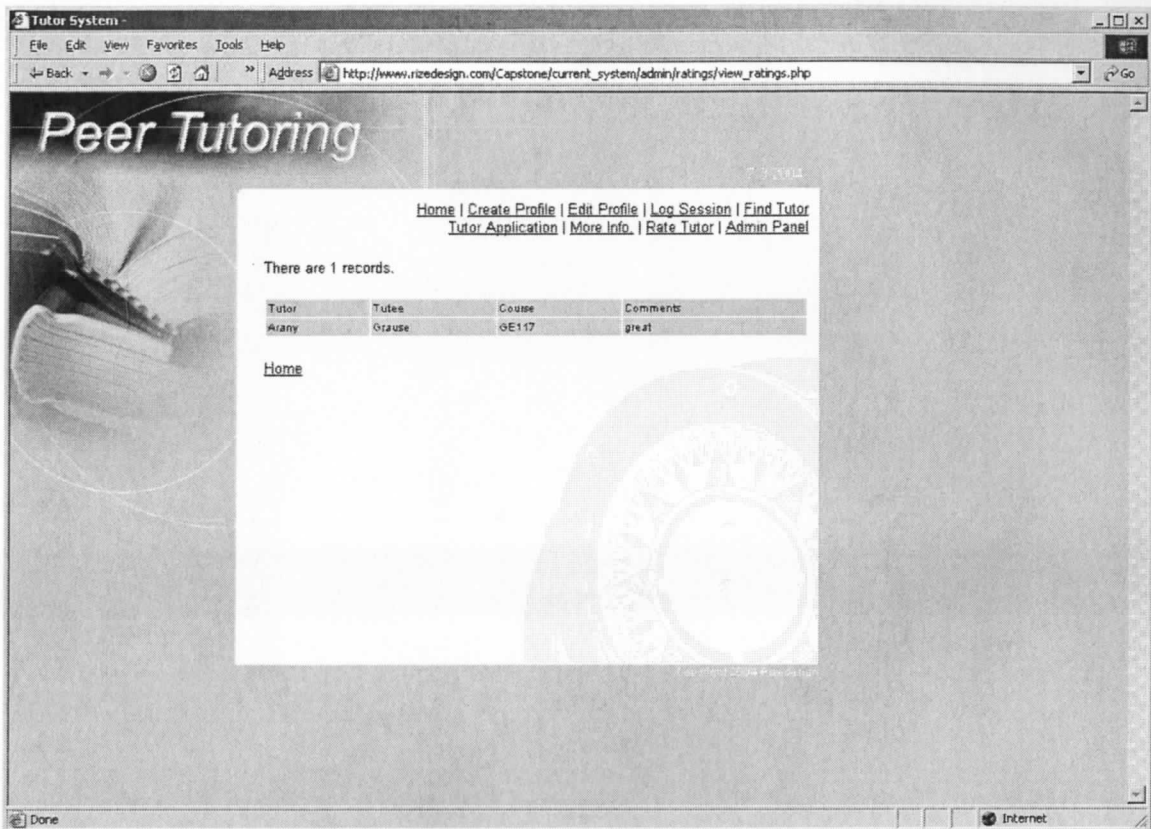 Tutor System -
File Edit View Favorites Tools Help
Back » Address http://www.rizedesign.com/Capstone/current_system/admin/ratings/view_ratings.php Go
Peer Tutoring
2004
Home | Create Profile | Edit Profile | Log Session | Find Tutor
Tutor Application | More Info. | Rate Tutor | Admin Panel
There are 1 records.
Tutor Tutee Course Comments
Arany Grause GE117 great
Home
2004
Done Internet